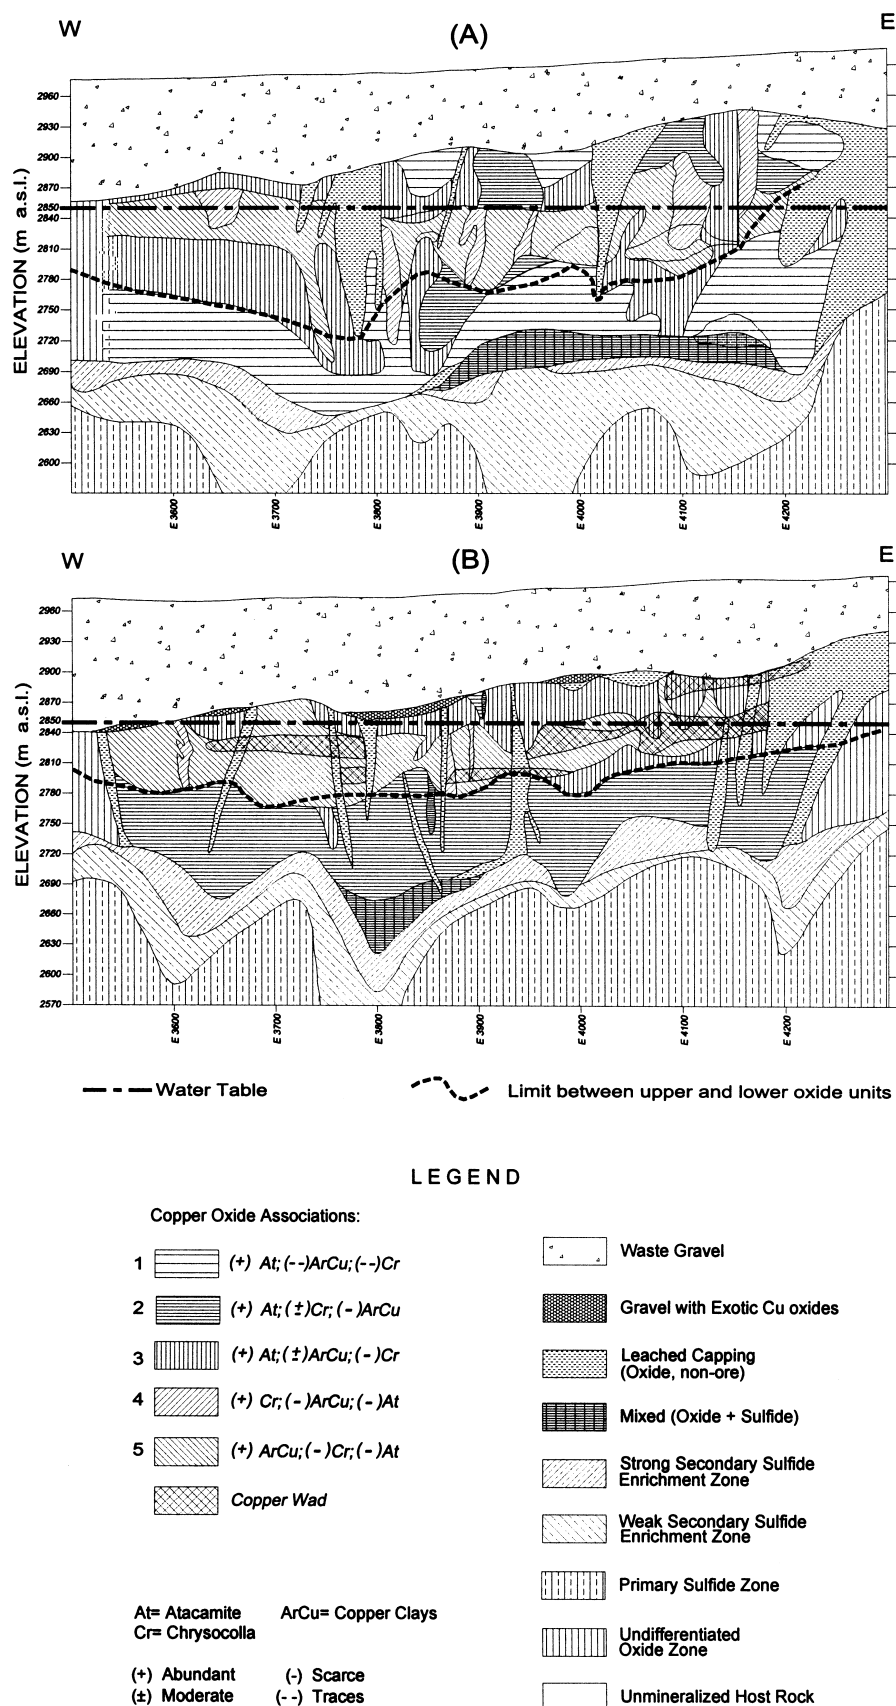 W (A) E
ELEVATION (m a.s.l.)
2960
2930
2900
2870
2850
2840
2810
2780
2750
2720
2690
2660
2630
2600
E 3600 E 3700 E 3800 E 3900 E 4000 E 4100 E 4200
W (B) E
ELEVATION (m a.s.l.)
2960
2930
2900
2870
2850
2840
2810
2780
2750
2720
2690
2660
2630
2600
2570
E 3600 E 3700 E 3800 E 3900 E 4000 E 4100 E 4200
Water Table
Limit between upper and lower oxide units
LEGEND
Copper Oxide Associations:
1 (+) At; (--)ArCu; (--)Cr
2 (+) At; (±)Cr; (-)ArCu
3 (+) At; (±)ArCu; (-)Cr
4 (+) Cr; (-)ArCu; (-)At
5 (+) ArCu; (-)Cr; (-)At
Copper Wad
At= Atacamite ArCu= Copper Clays
Cr= Chrysocolla
(+) Abundant (-) Scarce
(±) Moderate (--) Traces
Waste Gravel
Gravel with Exotic Cu oxides
Leached Capping
(Oxide, non-ore)
Mixed (Oxide + Sulfide)
Strong Secondary Sulfide
Enrichment Zone
Weak Secondary Sulfide
Enrichment Zone
Primary Sulfide Zone
Undifferentiated
Oxide Zone
Unmineralized Host Rock